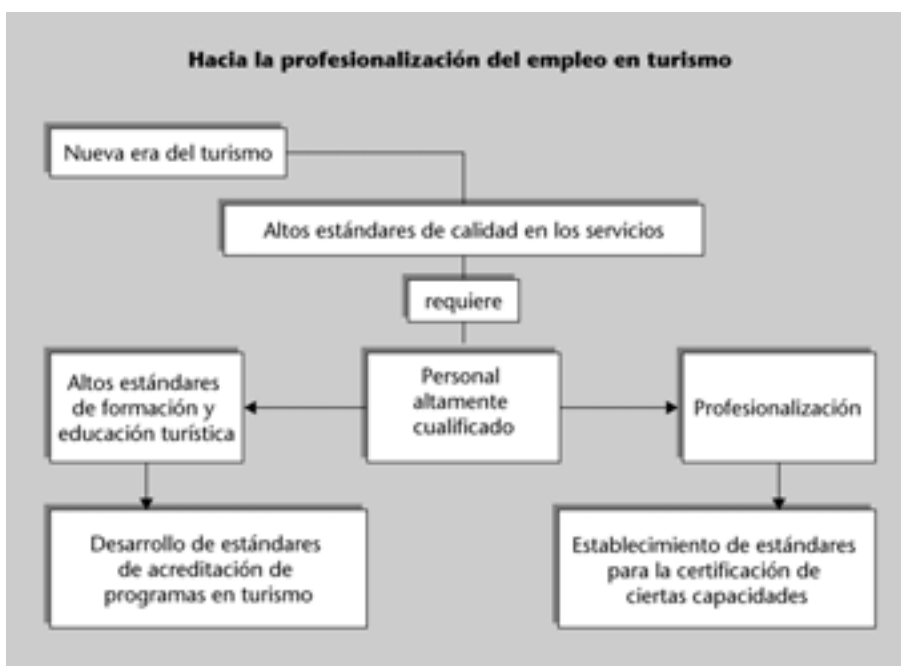 Hacia la profesionalización del empleo en turismo
Nueva era del turismo
Altos estándares de calidad en los servicios
requiere
Altos estándares
de formación y
educación turística
Personal
altamente
cualificado
Profesionalización
Desarrollo de estándares
de acreditación de
programas en turismo
Establecimiento de estándares
para la certificación de
ciertas capacidades